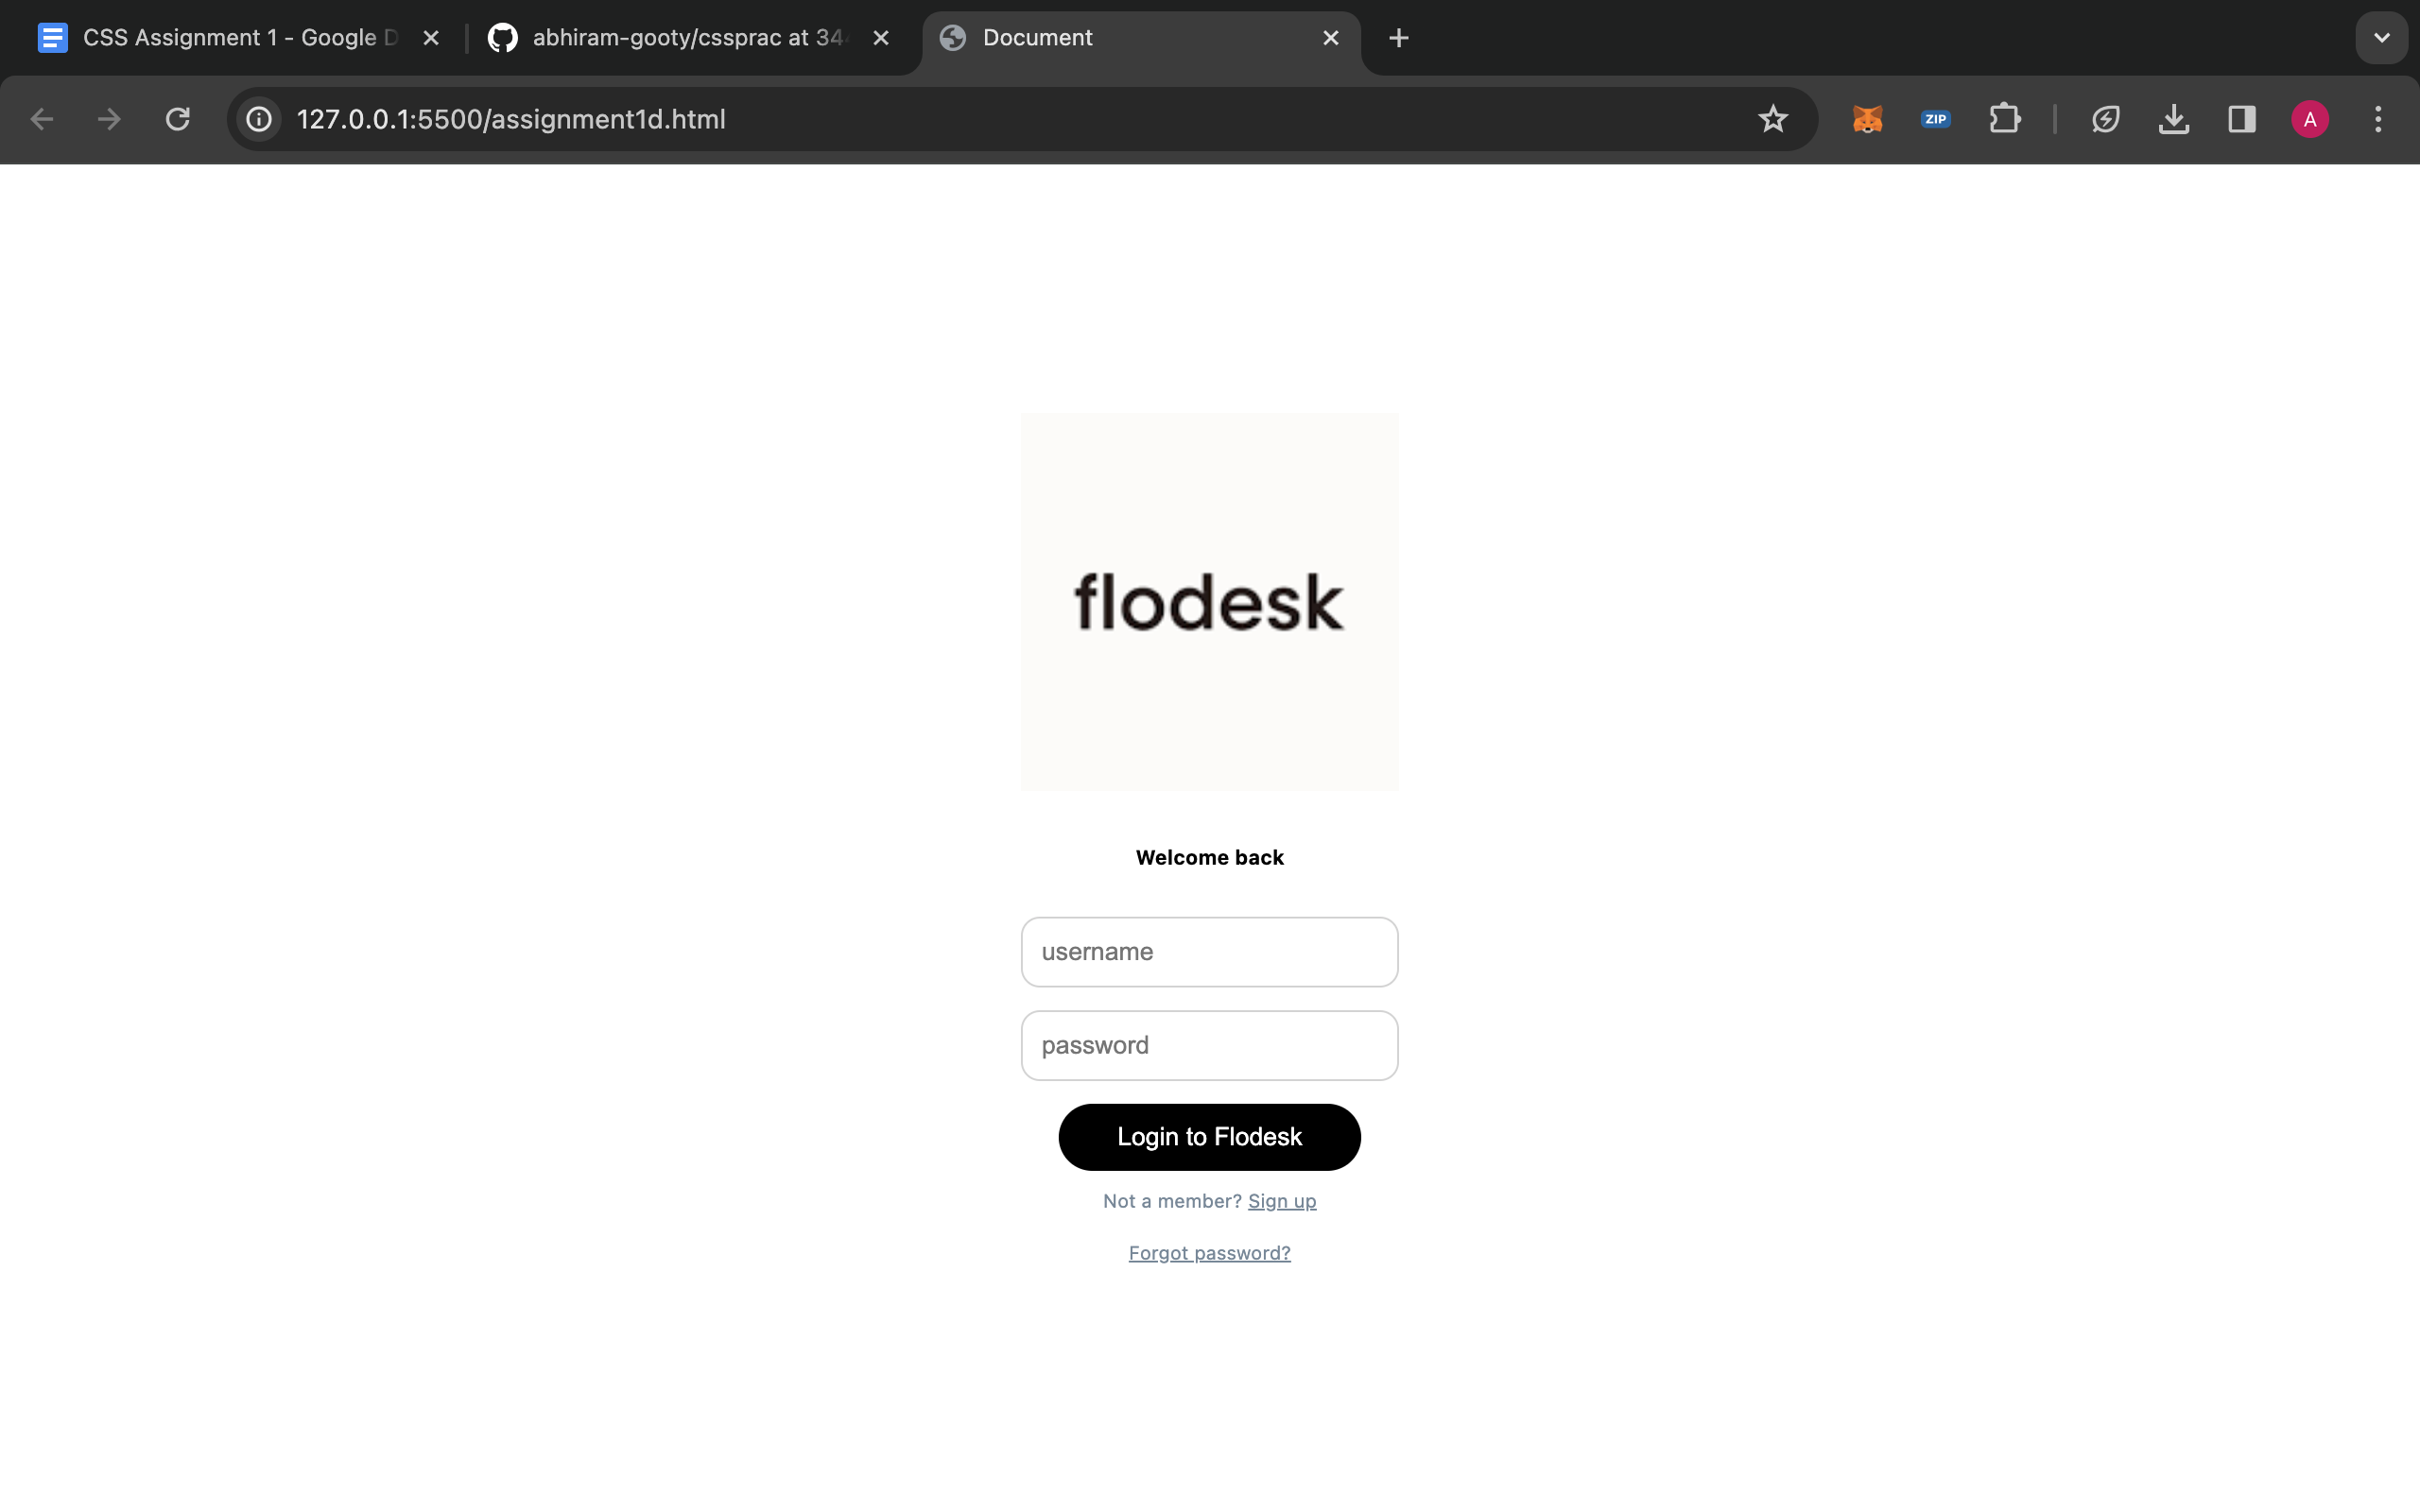 CSS Assignment 1 - Google D
abhiram-gooty/cssprac at 34
Document
127.0.0.1:5500/assignment1d.html
ZIP
A
flodesk
Welcome back
username
password
Login to Flodesk
Not a member? Sign up
Forgot password?